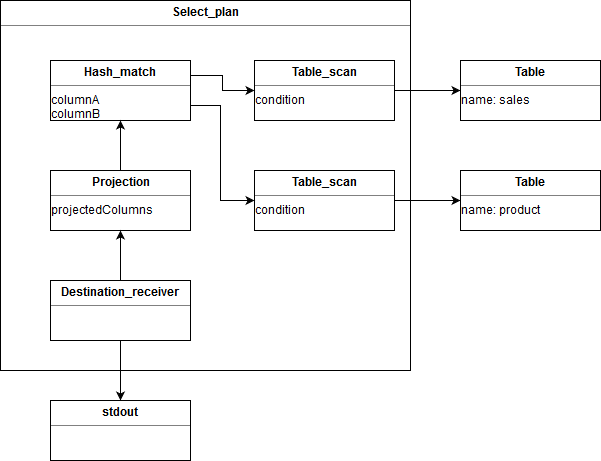 Select_plan
Hash_match
columnA
columnB
Table_scan
condition
Table
name: sales
Projection
projectedColumns
Table_scan
condition
Table
name: product
Destination_receiver
stdout